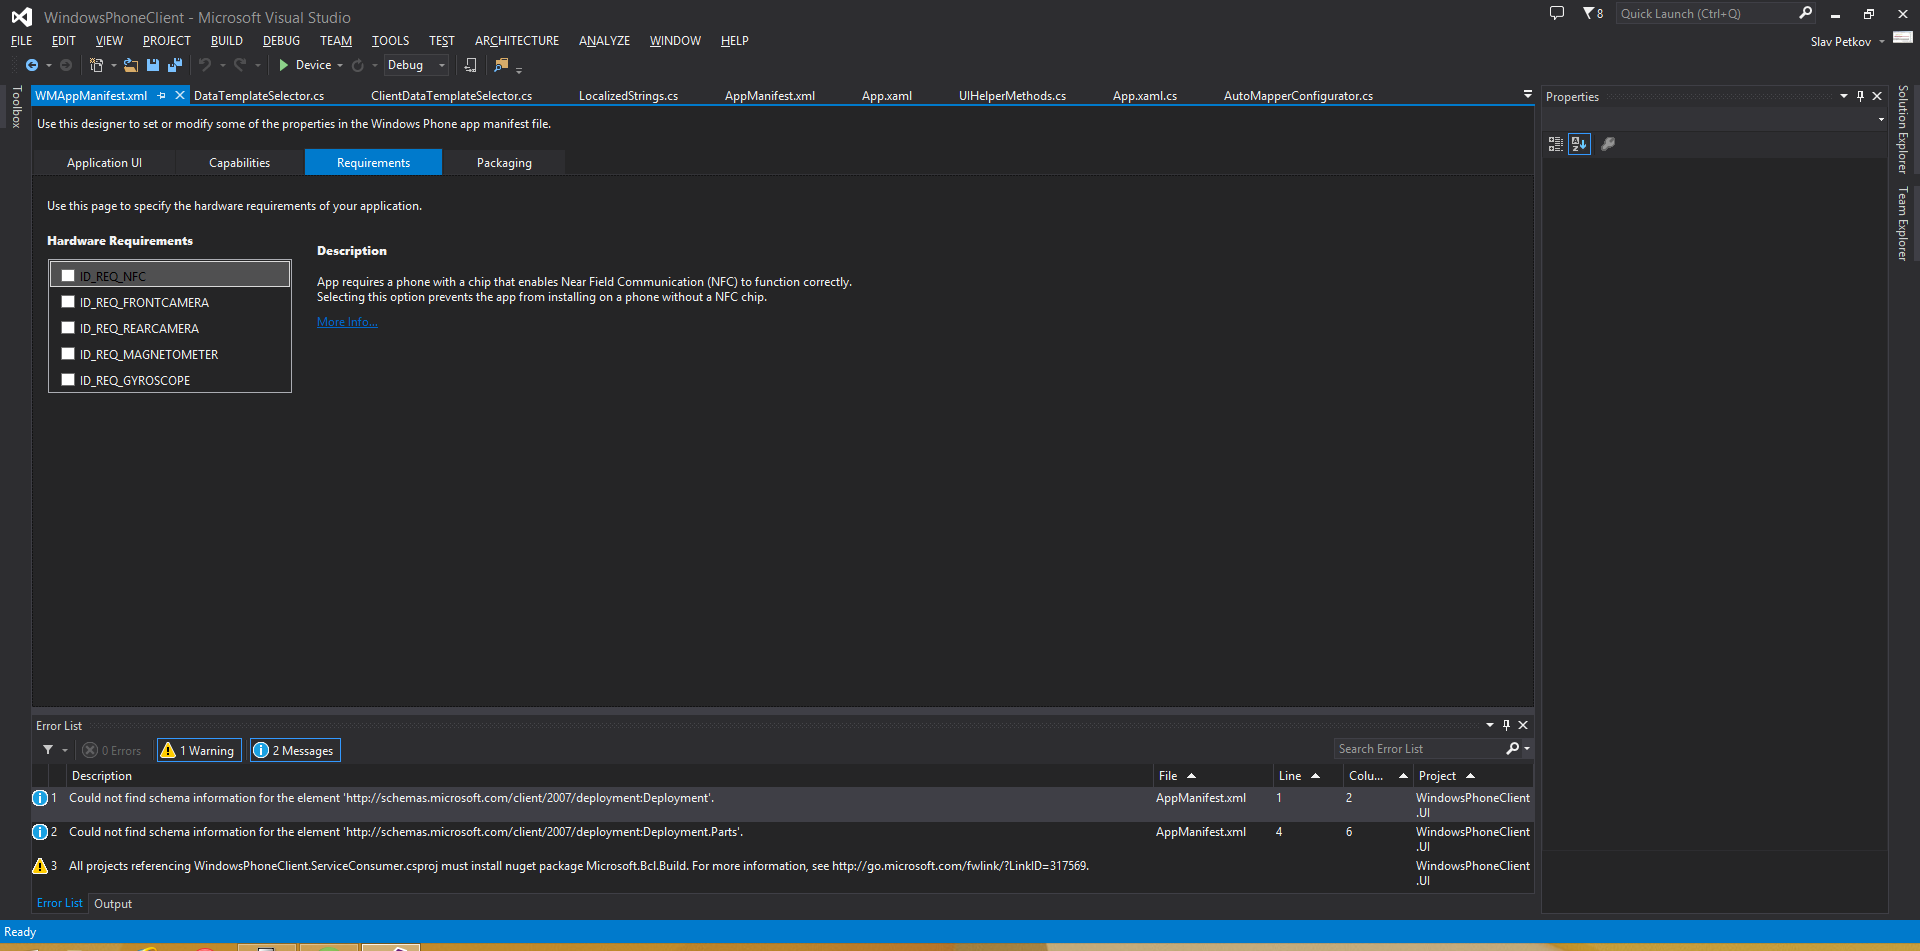 WindowsPhoneClient - Microsoft Visual Studio
8
Quick Launch (Ctrl+Q)
FILE EDIT VIEW PROJECT BUILD DEBUG TEAM TOOLS TEST ARCHITECTURE ANALYZE WINDOW HELP
Slav Petkov
Device
Debug
Toolbox
WMAppManifest.xml DataTemplateSelector.cs ClientDataTemplateSelector.cs LocalizedStrings.cs AppManifest.xml App.xaml UIHelperMethods.cs App.xaml.cs AutoMapperConfigurator.cs
Use this designer to set or modify some of the properties in the Windows Phone app manifest file.
Application UI Capabilities Requirements Packaging
Use this page to specify the hardware requirements of your application.
Hardware Requirements
ID_REQ_NFC
ID_REQ_FRONTCAMERA
ID_REQ_REARCAMERA
ID_REQ_MAGNETOMETER
ID_REQ_GYROSCOPE
Description
App requires a phone with a chip that enables Near Field Communication (NFC) to function correctly.
Selecting this option prevents the app from installing on a phone without a NFC chip.
More Info...
Properties
A
Z
Solution Explorer
Team Explorer
Error List
0 Errors 1 Warning 2 Messages
Search Error List
Description File Line Colu... Project
1 Could not find schema information for the element 'http://schemas.microsoft.com/client/2007/deployment:Deployment'. AppManifest.xml 1 2 WindowsPhoneClient
.UI
2 Could not find schema information for the element 'http://schemas.microsoft.com/client/2007/deployment:Deployment.Parts'. AppManifest.xml 4 6 WindowsPhoneClient
.UI
3 All projects referencing WindowsPhoneClient.ServiceConsumer.csproj must install nuget package Microsoft.Bcl.Build. For more information, see http://go.microsoft.com/fwlink/?LinkID=317569. WindowsPhoneClient
.UI
Error List Output
Ready